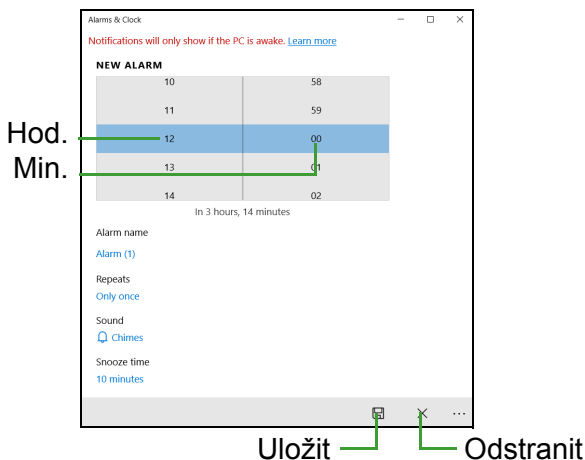 Alarms & Clock
Notifications will only show if the PC is awake. Learn more
NEW ALARM
10 58
11 59
Hod. 12 00
Min. 13 01
14 02
In 3 hours, 14 minutes
Alarm name
Alarm (1)
Repeats
Only once
Sound
Chimes
Snooze time
10 minutes
Uložit Odstranit